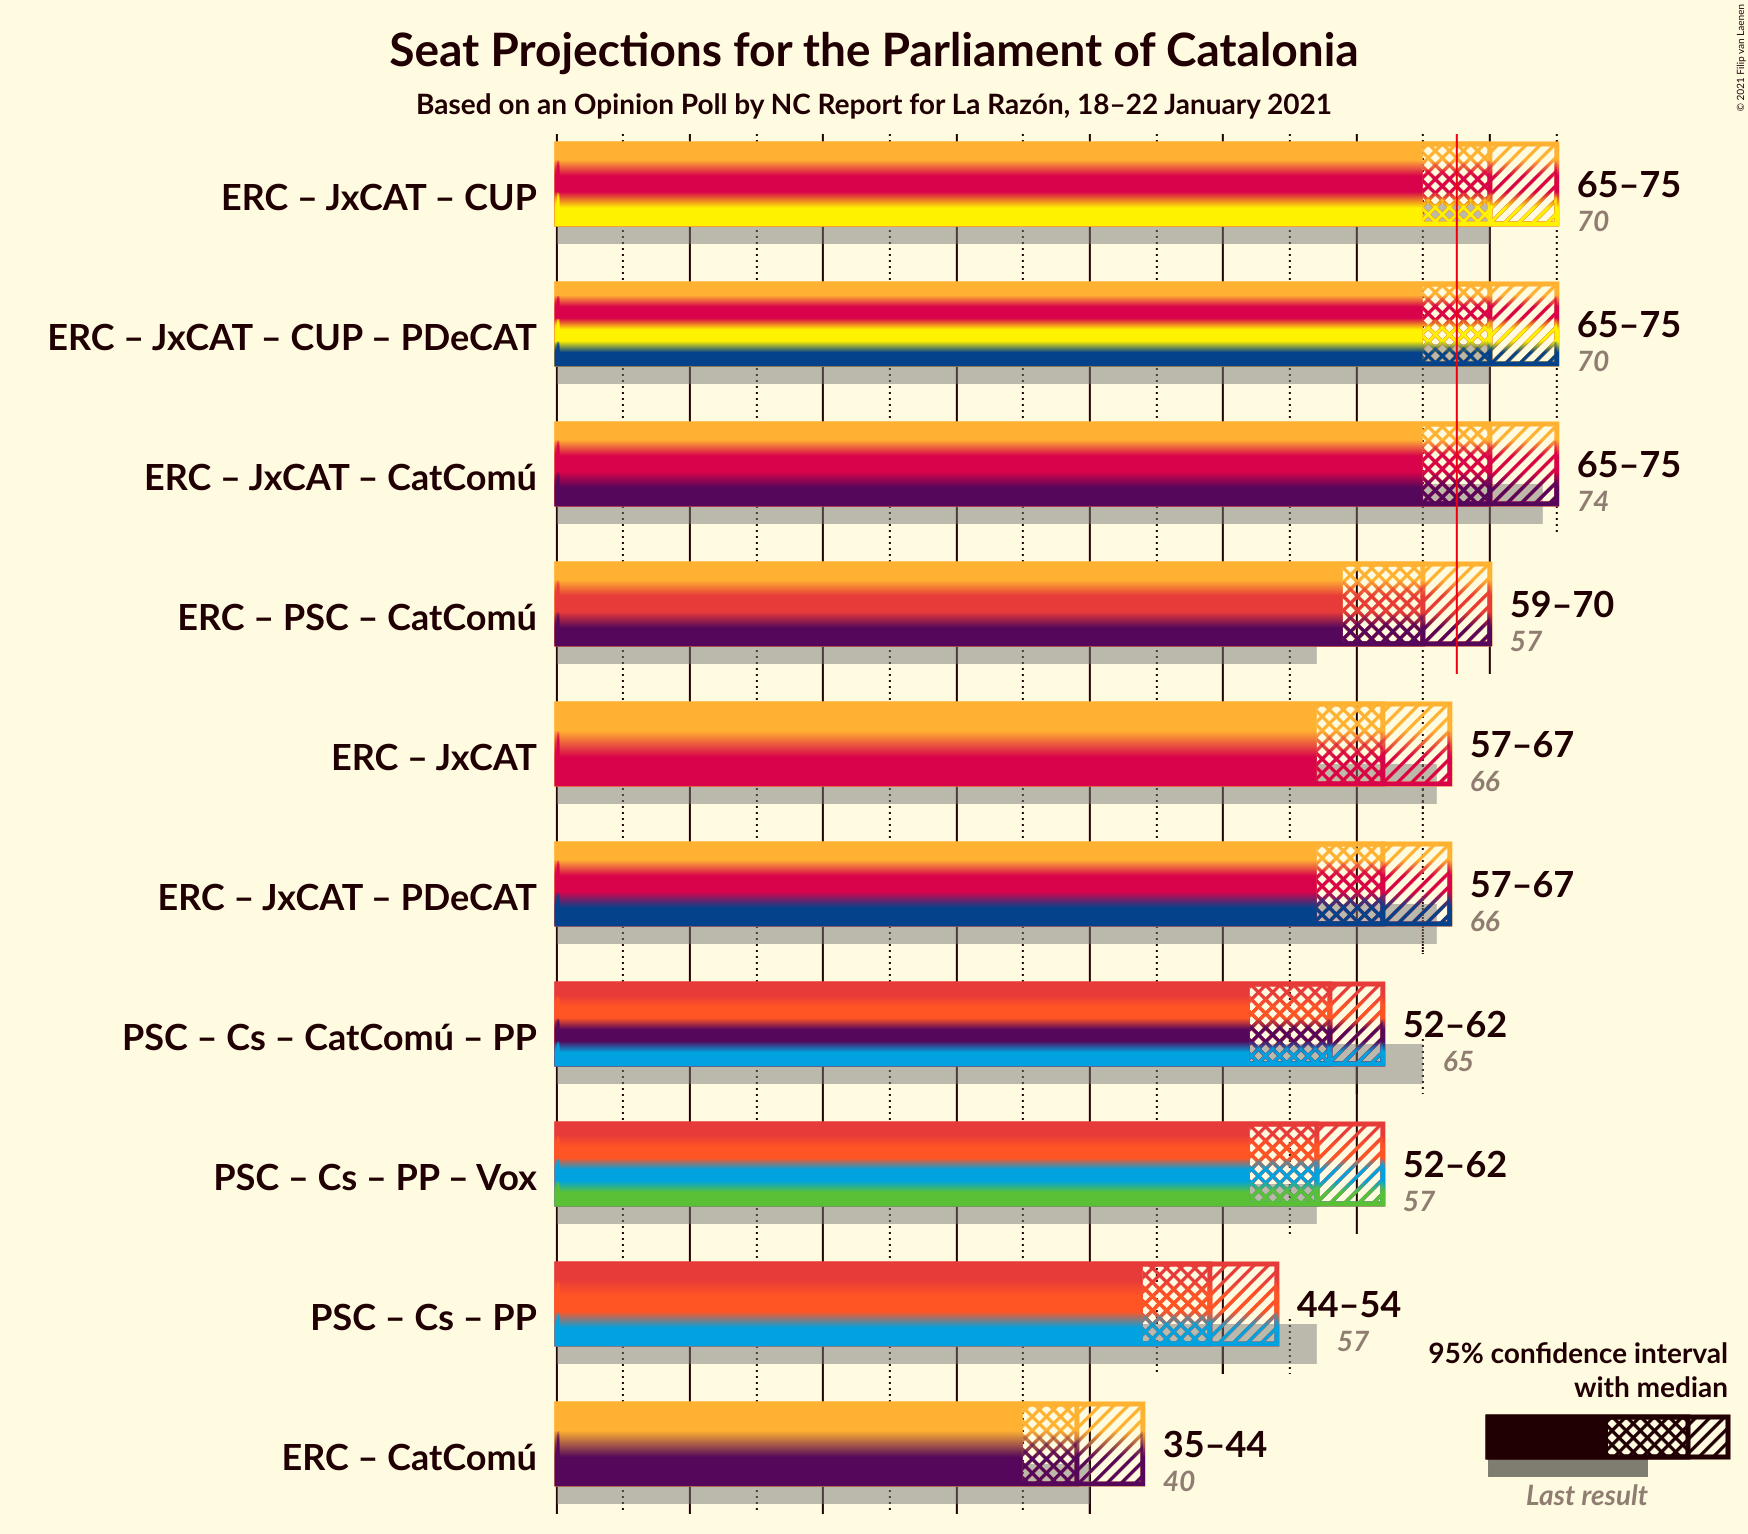 Seat Projections for the Parliament of Catalonia
Based on an Opinion Poll by NC Report for La Razón, 18–22 January 2021
© 2021 Filip van Laenen
ERC – JxCAT – CUP
65–75
70
ERC – JxCAT – CUP – PDeCAT
65–75
70
ERC – JxCAT – CatComú
65–75
74
ERC – PSC – CatComú
59–70
57
ERC – JxCAT
57–67
66
ERC – JxCAT – PDeCAT
57–67
66
PSC – Cs – CatComú – PP
52–62
65
PSC – Cs – PP – Vox
52–62
57
PSC – Cs – PP
44–54
57
ERC – CatComú
35–44
40
95% confidence interval
with median
Last result